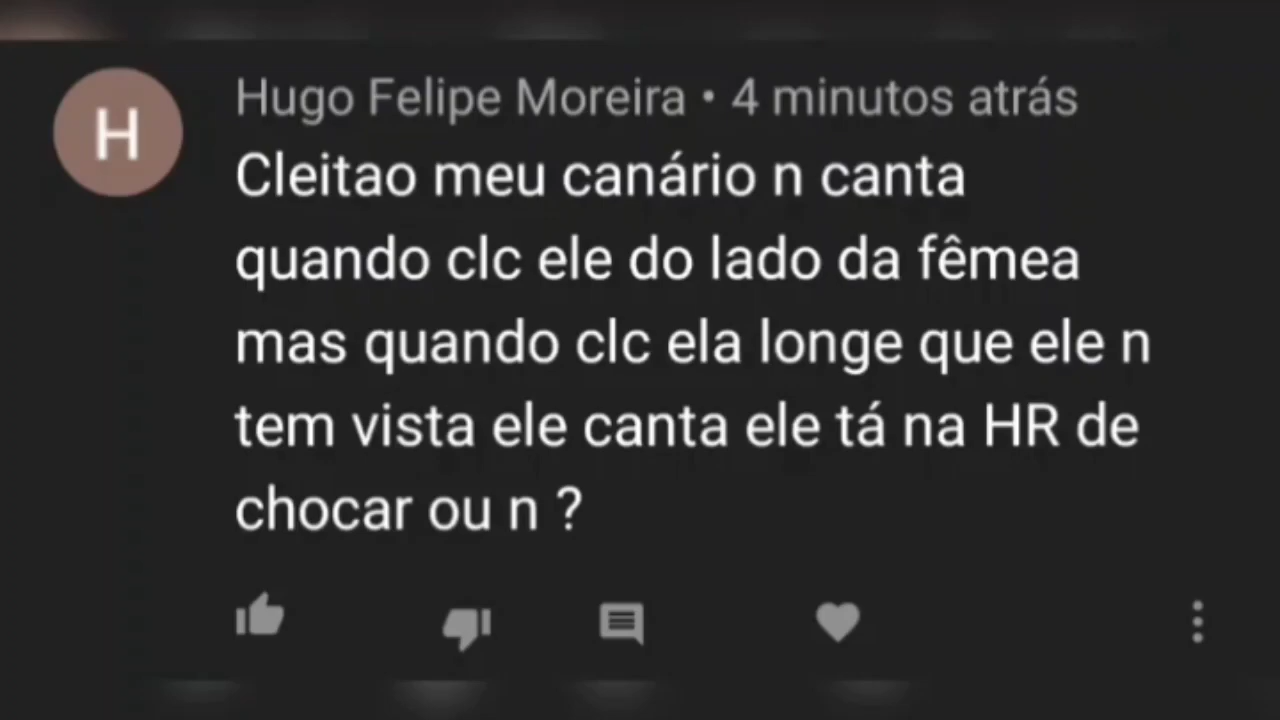 H
Hugo Felipe Moreira • 4 minutos atrás
Cleitao meu canário n canta
quando clc ele do lado da fêmea
mas quando clc ela longe que ele n
tem vista ele canta ele tá na HR de
chocar ou n ?